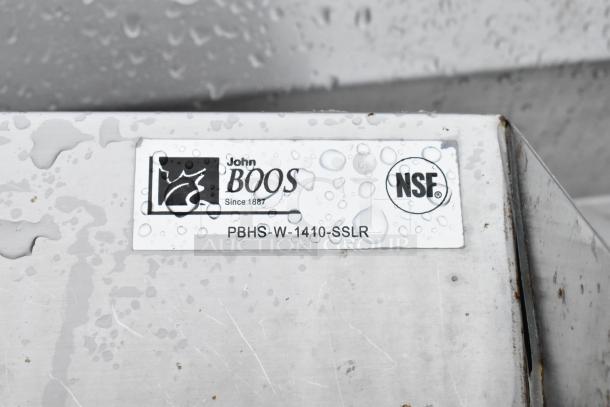 John
BOOS
Since 1887
NSF®
PBHS-W-1410-SSLR
AUCTION GROUP